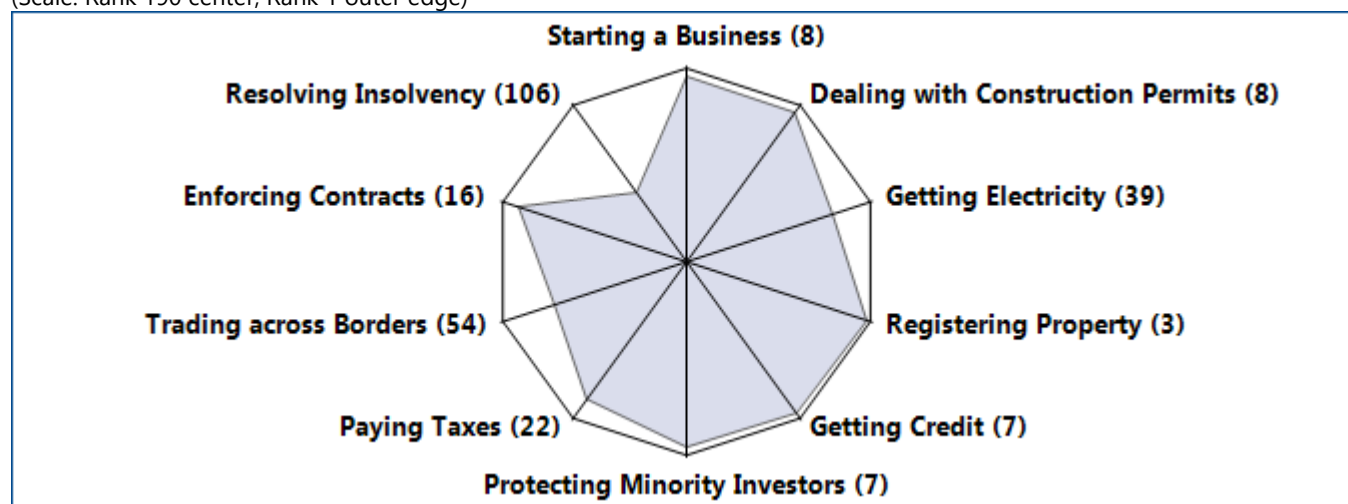 (Scale: Rank 190 center, Rank 1 outer edge)
Starting a Business (8)
Resolving Insolvency (106)
Dealing with Construction Permits (8)
Enforcing Contracts (16)
Getting Electricity (39)
Trading across Borders (54)
Registering Property (3)
Paying Taxes (22)
Getting Credit (7)
Protecting Minority Investors (7)